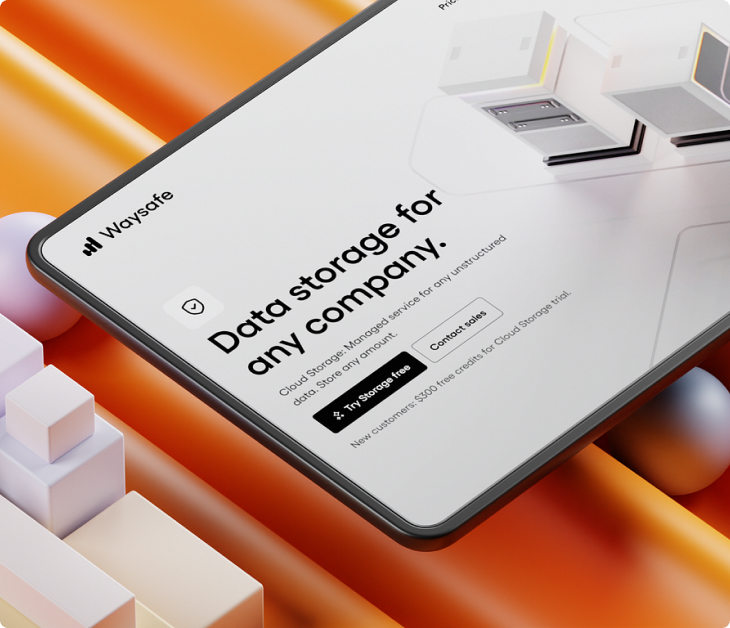 Waysafe
Data storage for
any company.
Cloud Storage: Managed service for any unstructured
data. Store any amount.
Try Storage free
Contact sales
New customers: $300 free credits for Cloud Storage trial.